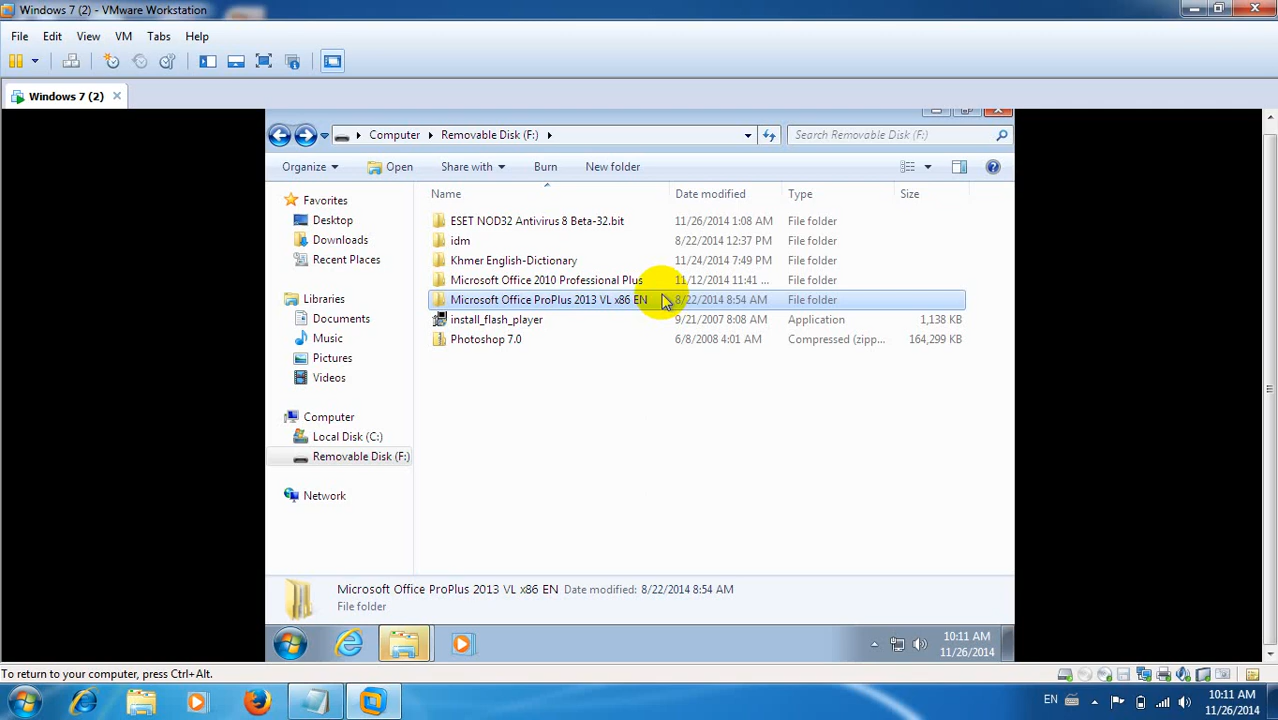 Windows 7 (2) - VMware Workstation
File Edit View VM Tabs Help
Windows 7 (2)
Computer Removable Disk (F:)
Search Removable Disk (F:)
Organize Open Share with Burn New folder
Name Date modified Type Size
Favorites
Desktop
Downloads
Recent Places
Libraries
Documents
Music
Pictures
Videos
Computer
Local Disk (C:)
Removable Disk (F:)
Network
ESET NOD32 Antivirus 8 Beta-32.bit 11/26/2014 1:08 AM File folder
idm 8/22/2014 12:37 PM File folder
Khmer English-Dictionary 11/24/2014 7:49 PM File folder
Microsoft Office 2010 Professional Plus 11/12/2014 11:41 ... File folder
Microsoft Office ProPlus 2013 VL x86 EN 8/22/2014 8:54 AM File folder
install_flash_player 9/21/2007 8:08 AM Application 1,138 KB
Photoshop 7.0 6/8/2008 4:01 AM Compressed (zipp... 164,299 KB
Microsoft Office ProPlus 2013 VL x86 EN Date modified: 8/22/2014 8:54 AM
File folder
10:11 AM
11/26/2014
To return to your computer, press Ctrl+Alt.
EN
10:11 AM
11/26/2014